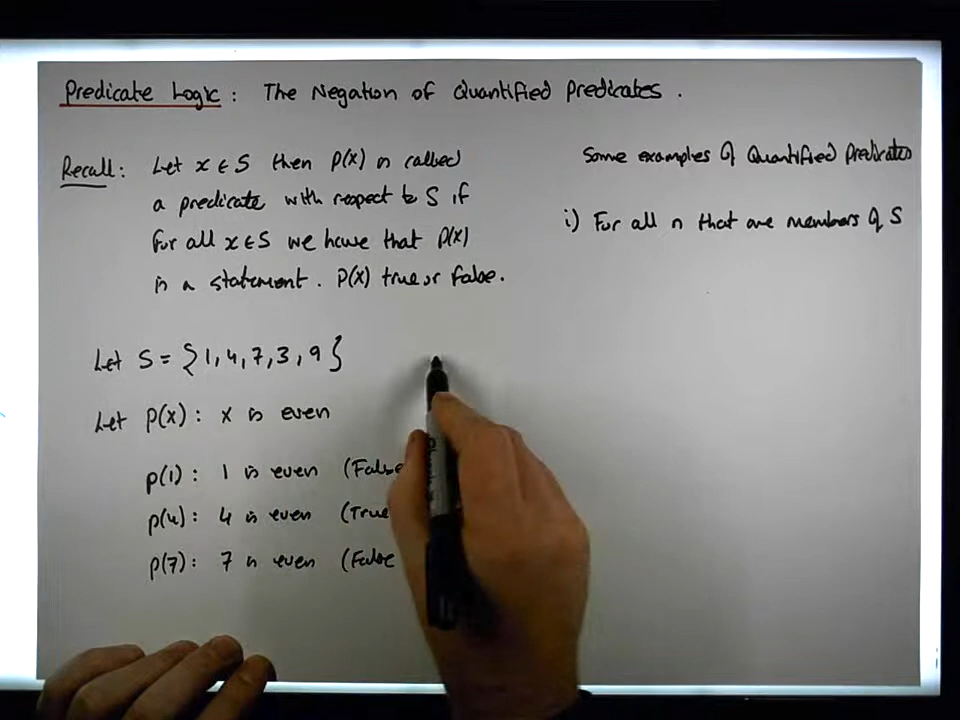 Predicate Logic: The Negation of Quantified Predicates.
Recall: Let x ∈ S then P(x) is called
a predicate with respect to S if
for all x ∈ S we have that P(x)
is a statement. P(x) true or false.
Let S = {1, 4, 7, 3, 9}
Let P(x): x is even
P(1): 1 is even (False
P(4): 4 is even (True
P(7): 7 is even (False
Some examples of Quantified Predicates
i) For all n that are members of S